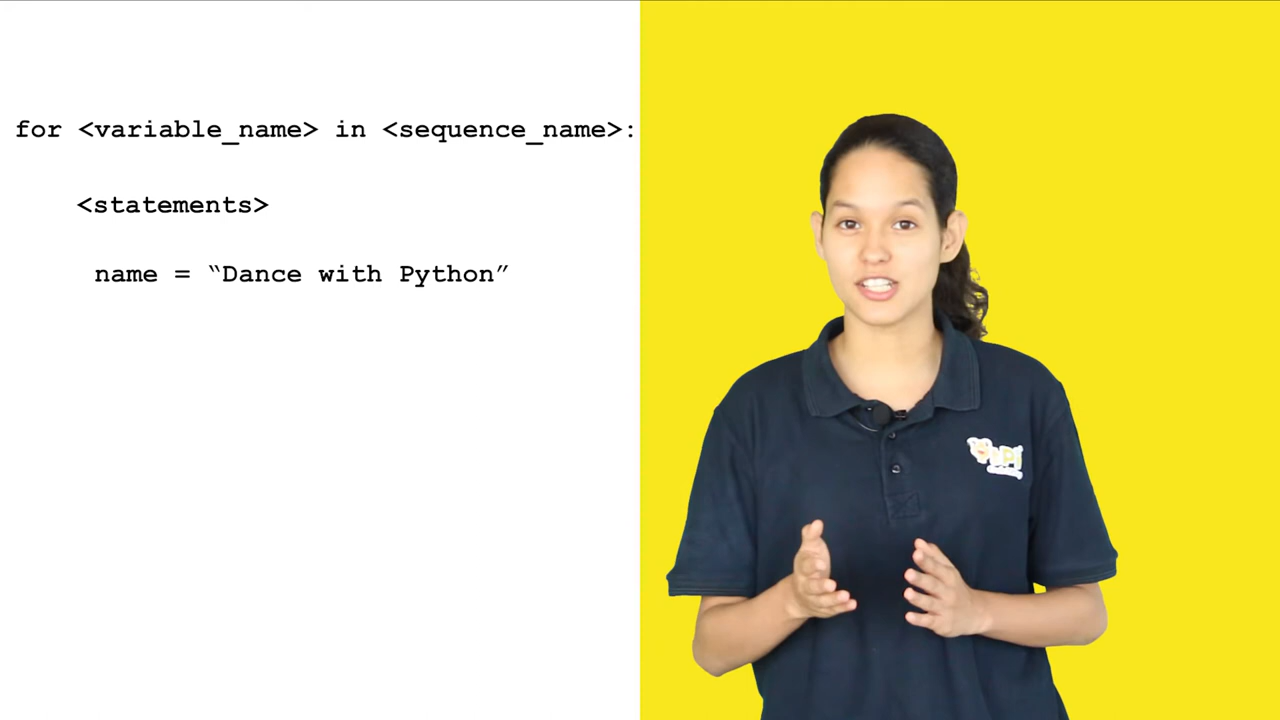 for <variable_name> in <sequence_name>:
<statements>
name = “Dance with Python”